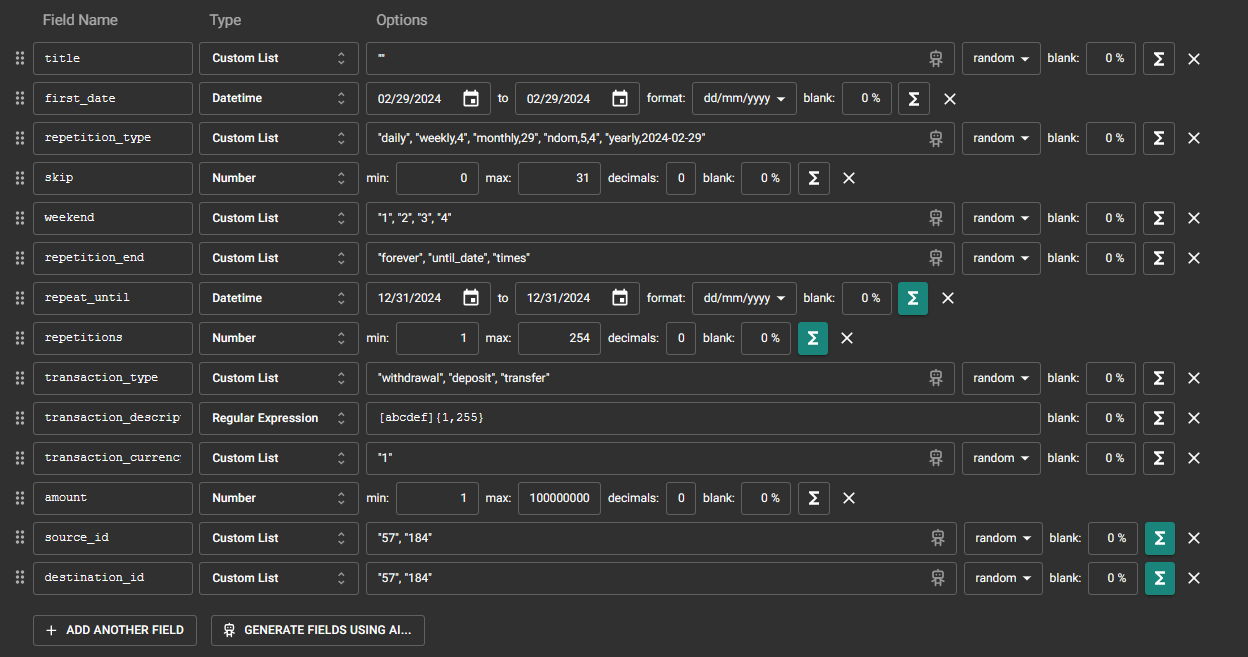 Field Name Type Options
title Custom List "" random blank: 0 % Σ
first_date Datetime 02/29/2024 to 02/29/2024 format: dd/mm/yyyy blank: 0 % Σ
repetition_type Custom List "daily", "weekly,4", "monthly,29", "ndom,5,4", "yearly,2024-02-29" random blank: 0 % Σ
skip Number min: 0 max: 31 decimals: 0 blank: 0 % Σ
weekend Custom List "1", "2", "3", "4" random blank: 0 % Σ
repetition_end Custom List "forever", "until_date", "times" random blank: 0 % Σ
repeat_until Datetime 12/31/2024 to 12/31/2024 format: dd/mm/yyyy blank: 0 % Σ
repetitions Number min: 1 max: 254 decimals: 0 blank: 0 % Σ
transaction_type Custom List "withdrawal", "deposit", "transfer" random blank: 0 % Σ
transaction_descrip Regular Expression [abcdef]{1,255} blank: 0 % Σ
transaction_currenc Custom List "1" random blank: 0 % Σ
amount Number min: 1 max: 100000000 decimals: 0 blank: 0 % Σ
source_id Custom List "57", "184" random blank: 0 % Σ
destination_id Custom List "57", "184" random blank: 0 % Σ
+ ADD ANOTHER FIELD GENERATE FIELDS USING AI...